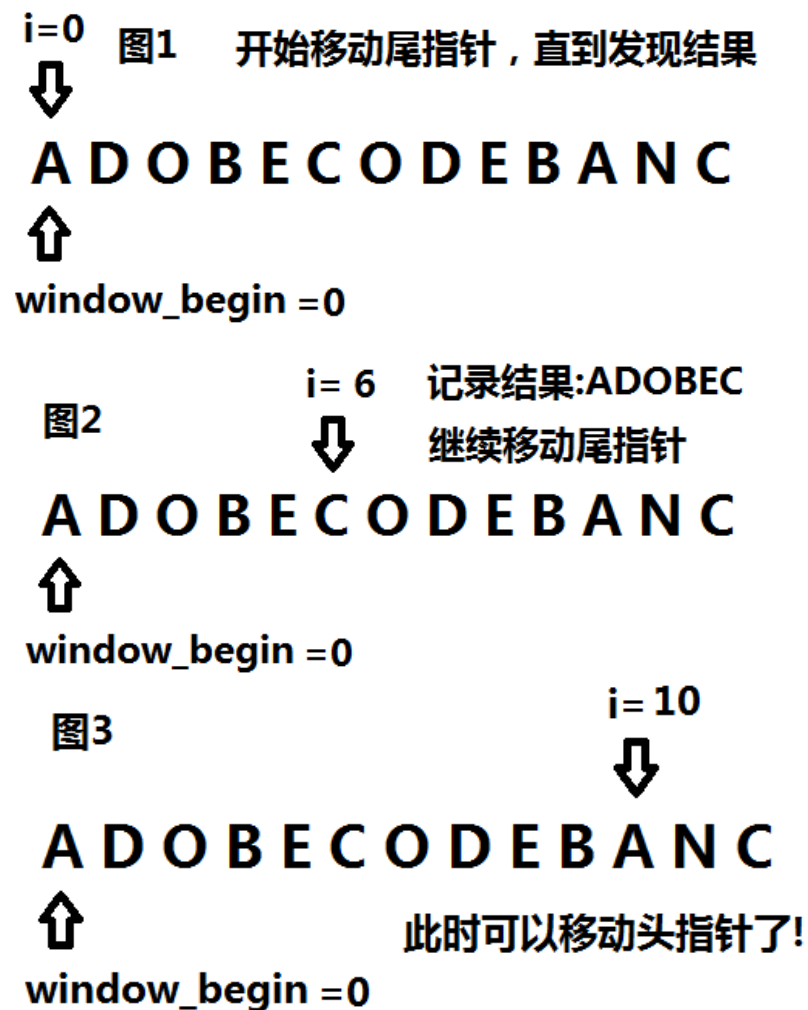 i=0 图1 开始移动尾指针，直到发现结果
A D O B E C O D E B A N C
window_begin =0
i= 6 记录结果:ADOBEC
图2 继续移动尾指针
A D O B E C O D E B A N C
window_begin =0
i= 10
图3
A D O B E C O D E B A N C
此时可以移动头指针了!
window_begin =0